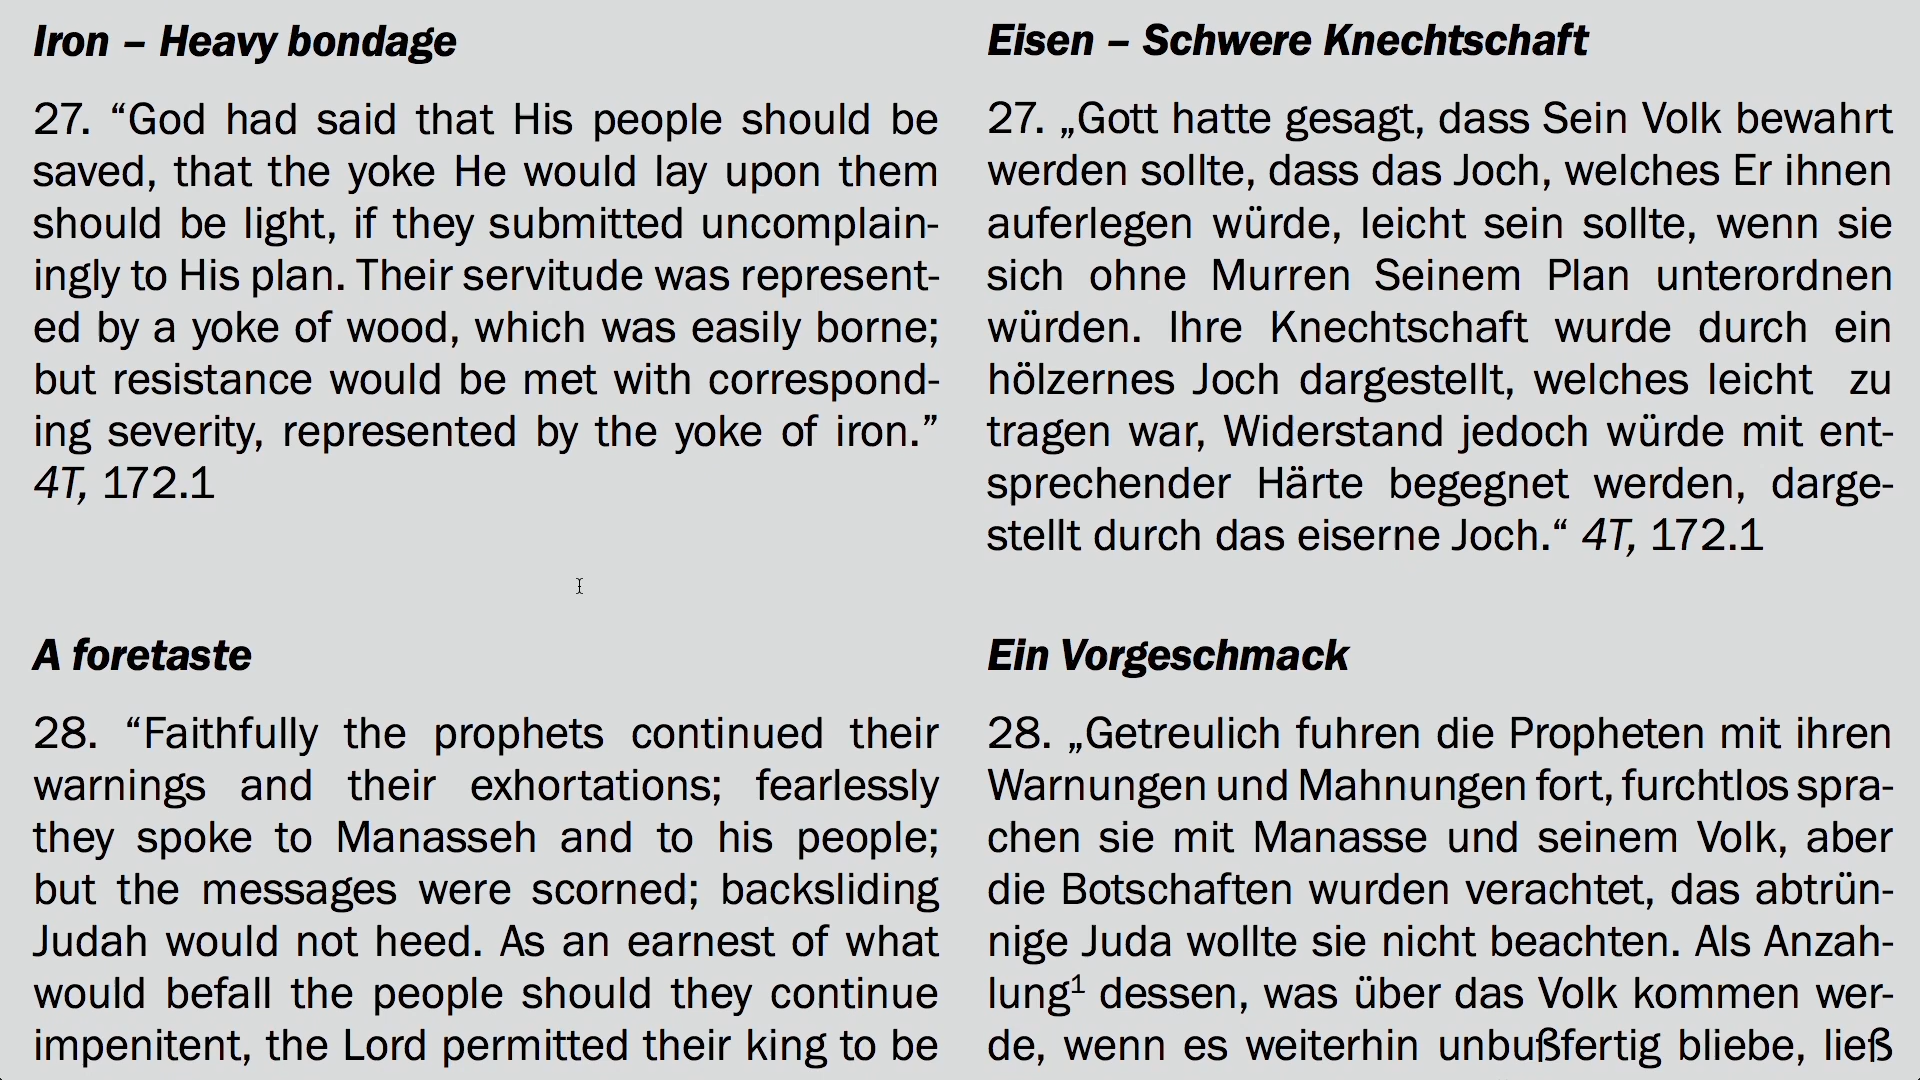 Iron – Heavy bondage
27. “God had said that His people should be
saved, that the yoke He would lay upon them
should be light, if they submitted uncomplain-
ingly to His plan. Their servitude was represent-
ed by a yoke of wood, which was easily borne;
but resistance would be met with correspond-
ing severity, represented by the yoke of iron.”
4T, 172.1
A foretaste
28. “Faithfully the prophets continued their
warnings and their exhortations; fearlessly
they spoke to Manasseh and to his people;
but the messages were scorned; backsliding
Judah would not heed. As an earnest of what
would befall the people should they continue
impenitent, the Lord permitted their king to be
Eisen – Schwere Knechtschaft
27. „Gott hatte gesagt, dass Sein Volk bewahrt
werden sollte, dass das Joch, welches Er ihnen
auferlegen würde, leicht sein sollte, wenn sie
sich ohne Murren Seinem Plan unterordnen
würden. Ihre Knechtschaft wurde durch ein
hölzernes Joch dargestellt, welches leicht zu
tragen war, Widerstand jedoch würde mit ent-
sprechender Härte begegnet werden, darge-
stellt durch das eiserne Joch.“ 4T, 172.1
Ein Vorgeschmack
28. „Getreulich fuhren die Propheten mit ihren
Warnungen und Mahnungen fort, furchtlos spra-
chen sie mit Manasse und seinem Volk, aber
die Botschaften wurden verachtet, das abtrün-
nige Juda wollte sie nicht beachten. Als Anzah-
lung¹ dessen, was über das Volk kommen wer-
de, wenn es weiterhin unbußfertig bliebe, ließ